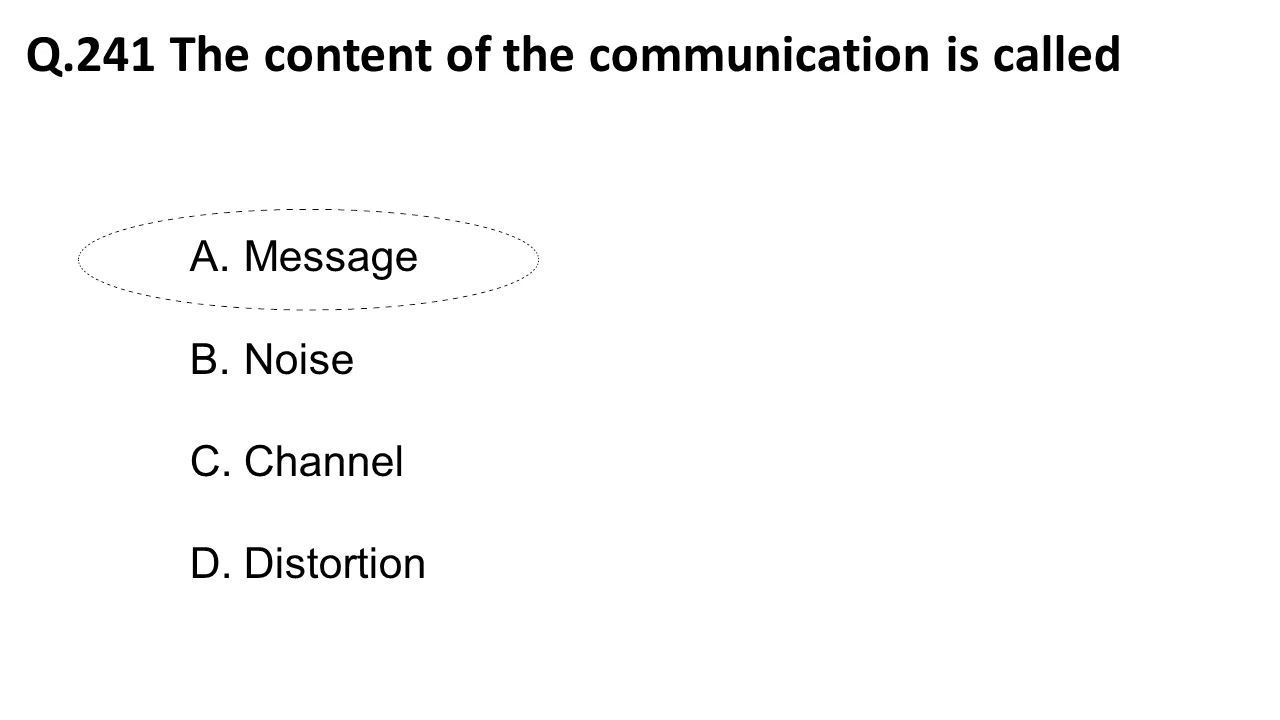 Q.241 The content of the communication is called
A. Message
B. Noise
C. Channel
D. Distortion